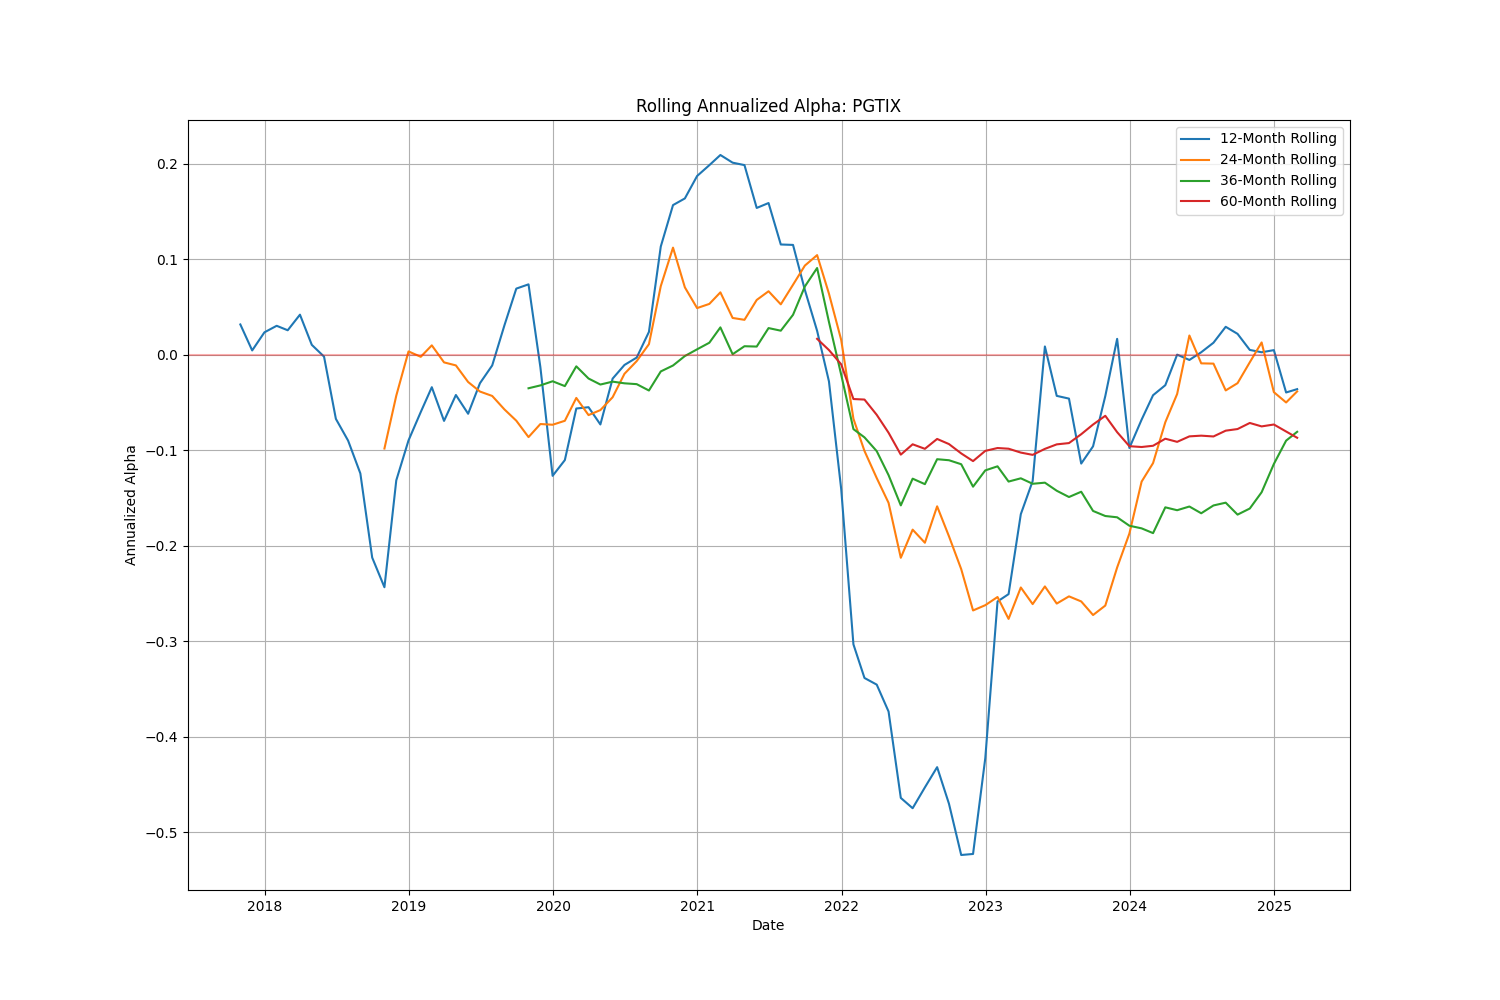 Rolling Annualized Alpha: PGTIX
12-Month Rolling
24-Month Rolling
36-Month Rolling
60-Month Rolling
Annualized Alpha
0.2
0.1
0.0
−0.1
−0.2
−0.3
−0.4
−0.5
2018 2019 2020 2021 2022 2023 2024 2025
Date